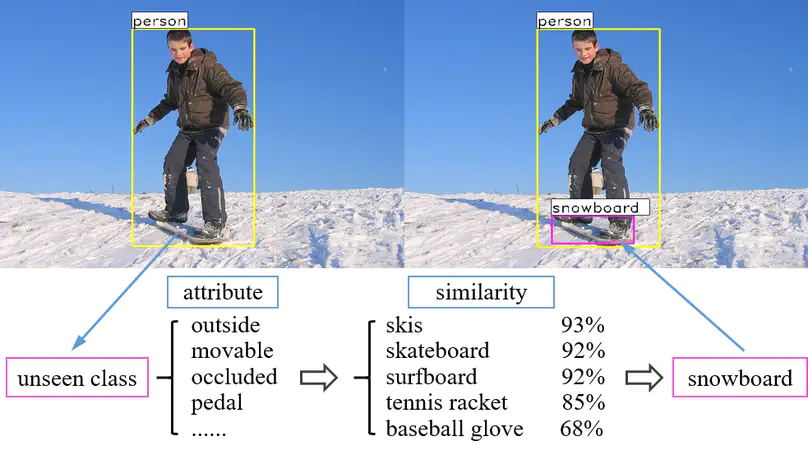 person
person
snowboard
attribute
similarity
outside
movable
occluded
pedal
......
skis 93%
skateboard 92%
surfboard 92%
tennis racket 85%
baseball glove 68%
unseen class
snowboard